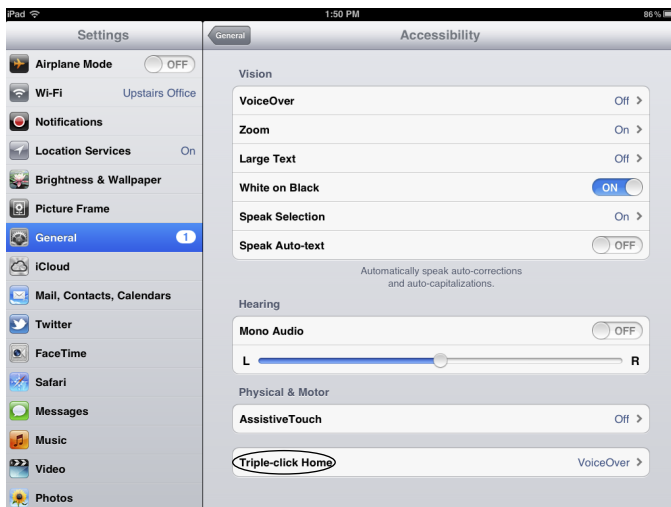 iPad 1:50 PM 86%
Settings
Airplane Mode OFF
Wi-Fi Upstairs Office
Notifications
Location Services On
Brightness & Wallpaper
Picture Frame
General 1
iCloud
Mail, Contacts, Calendars
Twitter
FaceTime
Safari
Messages
Music
Video
Photos
General Accessibility
Vision
VoiceOver Off
Zoom On
Large Text Off
White on Black ON
Speak Selection On
Speak Auto-text OFF
Automatically speak auto-corrections
and auto-capitalizations.
Hearing
Mono Audio OFF
L R
Physical & Motor
AssistiveTouch Off
Triple-click Home VoiceOver